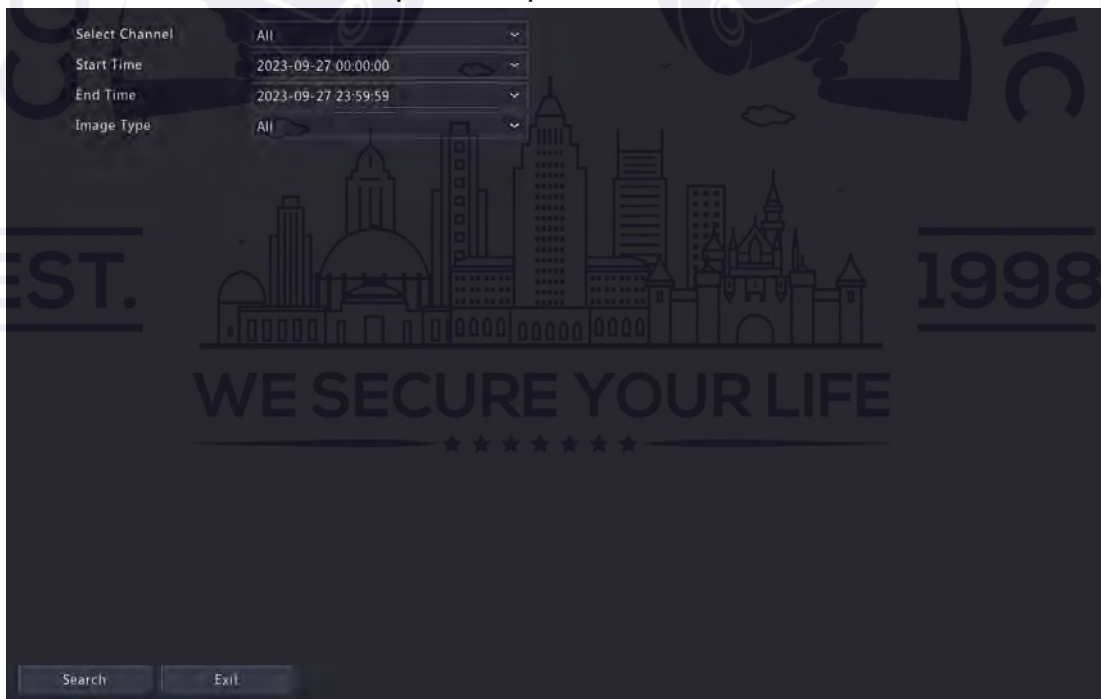 Select Channel All
Start Time 2023-09-27 00:00:00
End Time 2023-09-27 23:59:59
Image Type All
EST. 1998
WE SECURE YOUR LIFE
Search Exit